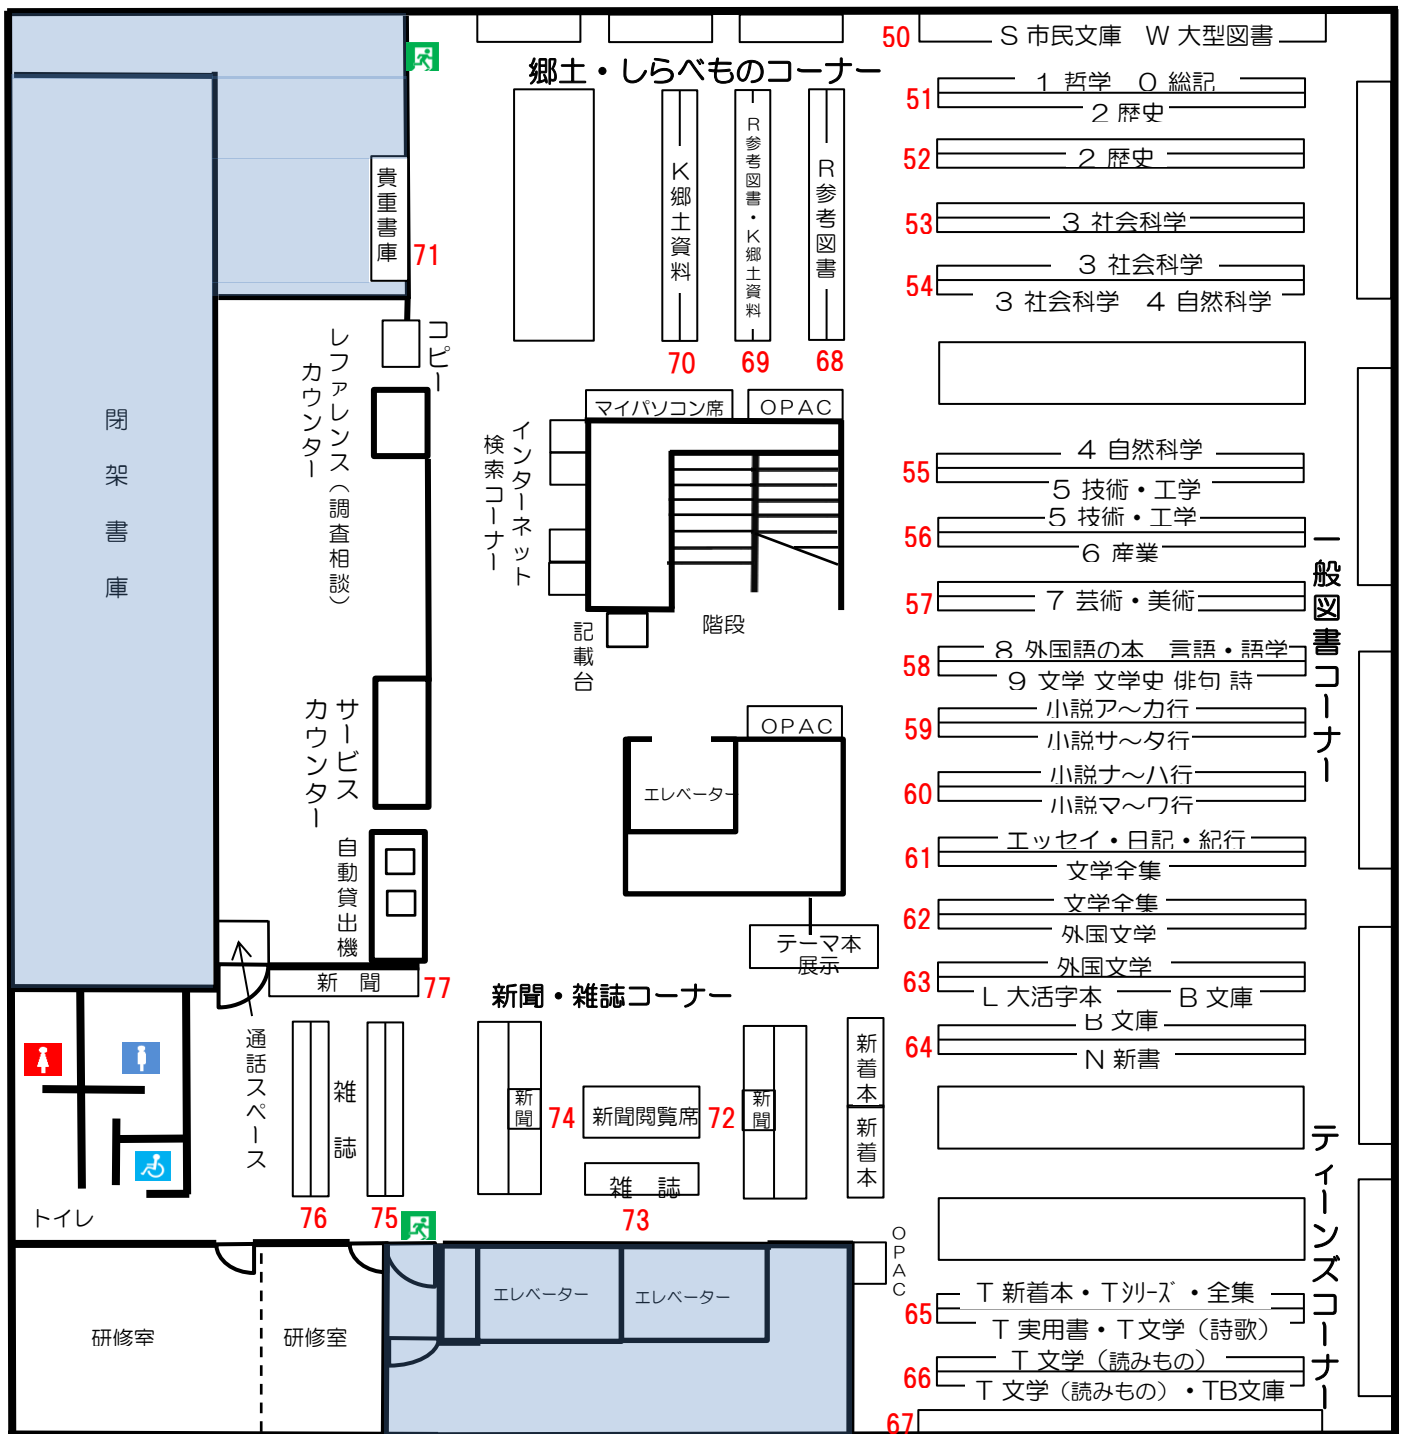 50
S 市民文庫　W 大型図書
郷土・しらべものコーナー
51
1 哲学　0 総記
2 歴史
52
2 歴史
53
3 社会科学
54
3 社会科学
3 社会科学　4 自然科学
貴重書庫
71
K郷土資料
R参考図書・K郷土資料
R参考図書
70
69
68
コピー
レファレンス（調査相談）
カウンター
閉架書庫
マイパソコン席
OPAC
インターネット
検索コーナー
階段
記載台
55
4 自然科学
5 技術・工学
56
5 技術・工学
6 産業
57
7 芸術・美術
58
8 外国語の本　言語・語学
9 文学 文学史 俳句 詩
59
小説ア～カ行
小説サ～タ行
60
小説ナ～ハ行
小説マ～ワ行
61
エッセイ・日記・紀行
文学全集
62
文学全集
外国文学
63
外国文学
L 大活字本　B 文庫
64
B 文庫
N 新書
一般図書コーナー
サービス
カウンター
OPAC
エレベーター
自動貸出機
テーマ本
展示
新　聞
77
新聞・雑誌コーナー
通話スペース
雑誌
新聞
74
新聞閲覧席
72
新聞
新着本
新着本
雑　誌
76
75
73
トイレ
OPAC
エレベーター
エレベーター
研修室
研修室
ティーンズコーナー
65
T 新着本・Tｼﾘｰｽﾞ・全集
T 実用書・T文学（詩歌）
66
T 文学（読みもの）
T 文学（読みもの）・TB文庫
67